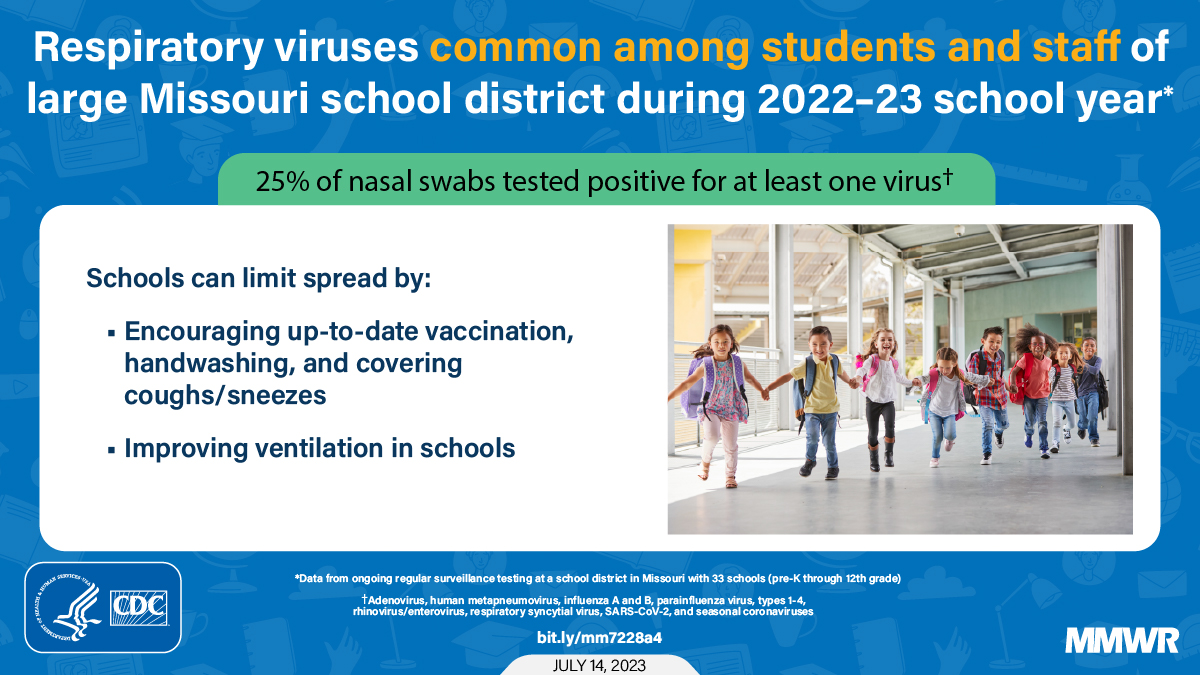 Respiratory viruses common among students and staff of
large Missouri school district during 2022–23 school year*
25% of nasal swabs tested positive for at least one virus†
Schools can limit spread by:
▪ Encouraging up-to-date vaccination,
handwashing, and covering
coughs/sneezes
▪ Improving ventilation in schools
DEPARTMENT OF HEALTH & HUMAN SERVICES • USA
CDC
*Data from ongoing regular surveillance testing at a school district in Missouri with 33 schools (pre-K through 12th grade)
†Adenovirus, human metapneumovirus, influenza A and B, parainfluenza virus, types 1-4,
rhinovirus/enterovirus, respiratory syncytial virus, SARS-CoV-2, and seasonal coronaviruses
bit.ly/mm7228a4
JULY 14, 2023
MMWR